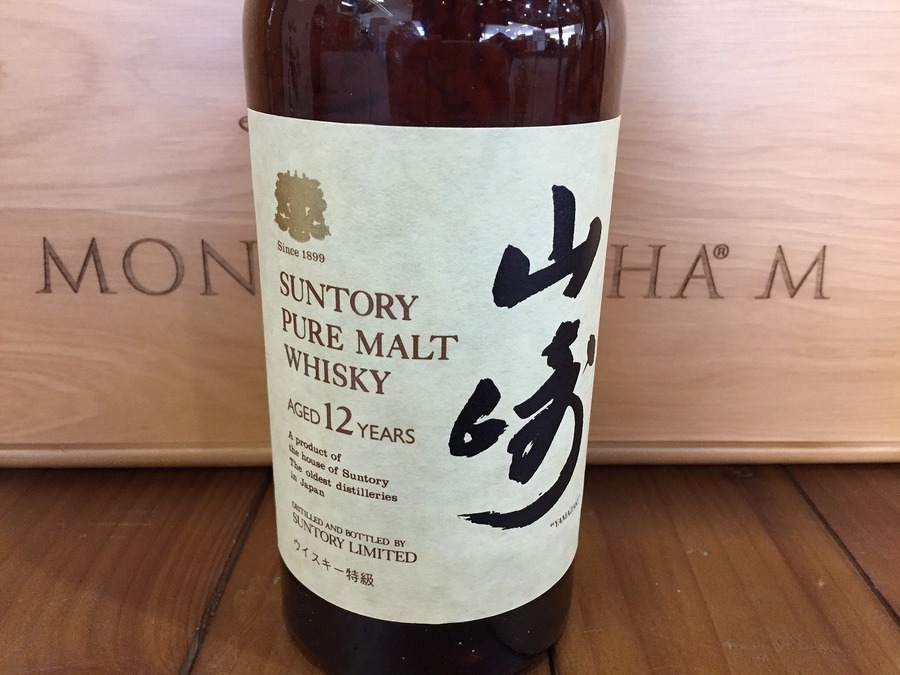 Since 1899
SUNTORY
PURE MALT
WHISKY
AGED 12 YEARS
A product of
the house of Suntory
The oldest distilleries
in Japan
DISTILLED AND BOTTLED BY
SUNTORY LIMITED
ウイスキー特級
山崎
"YAMAZAKI"
MON HA® M